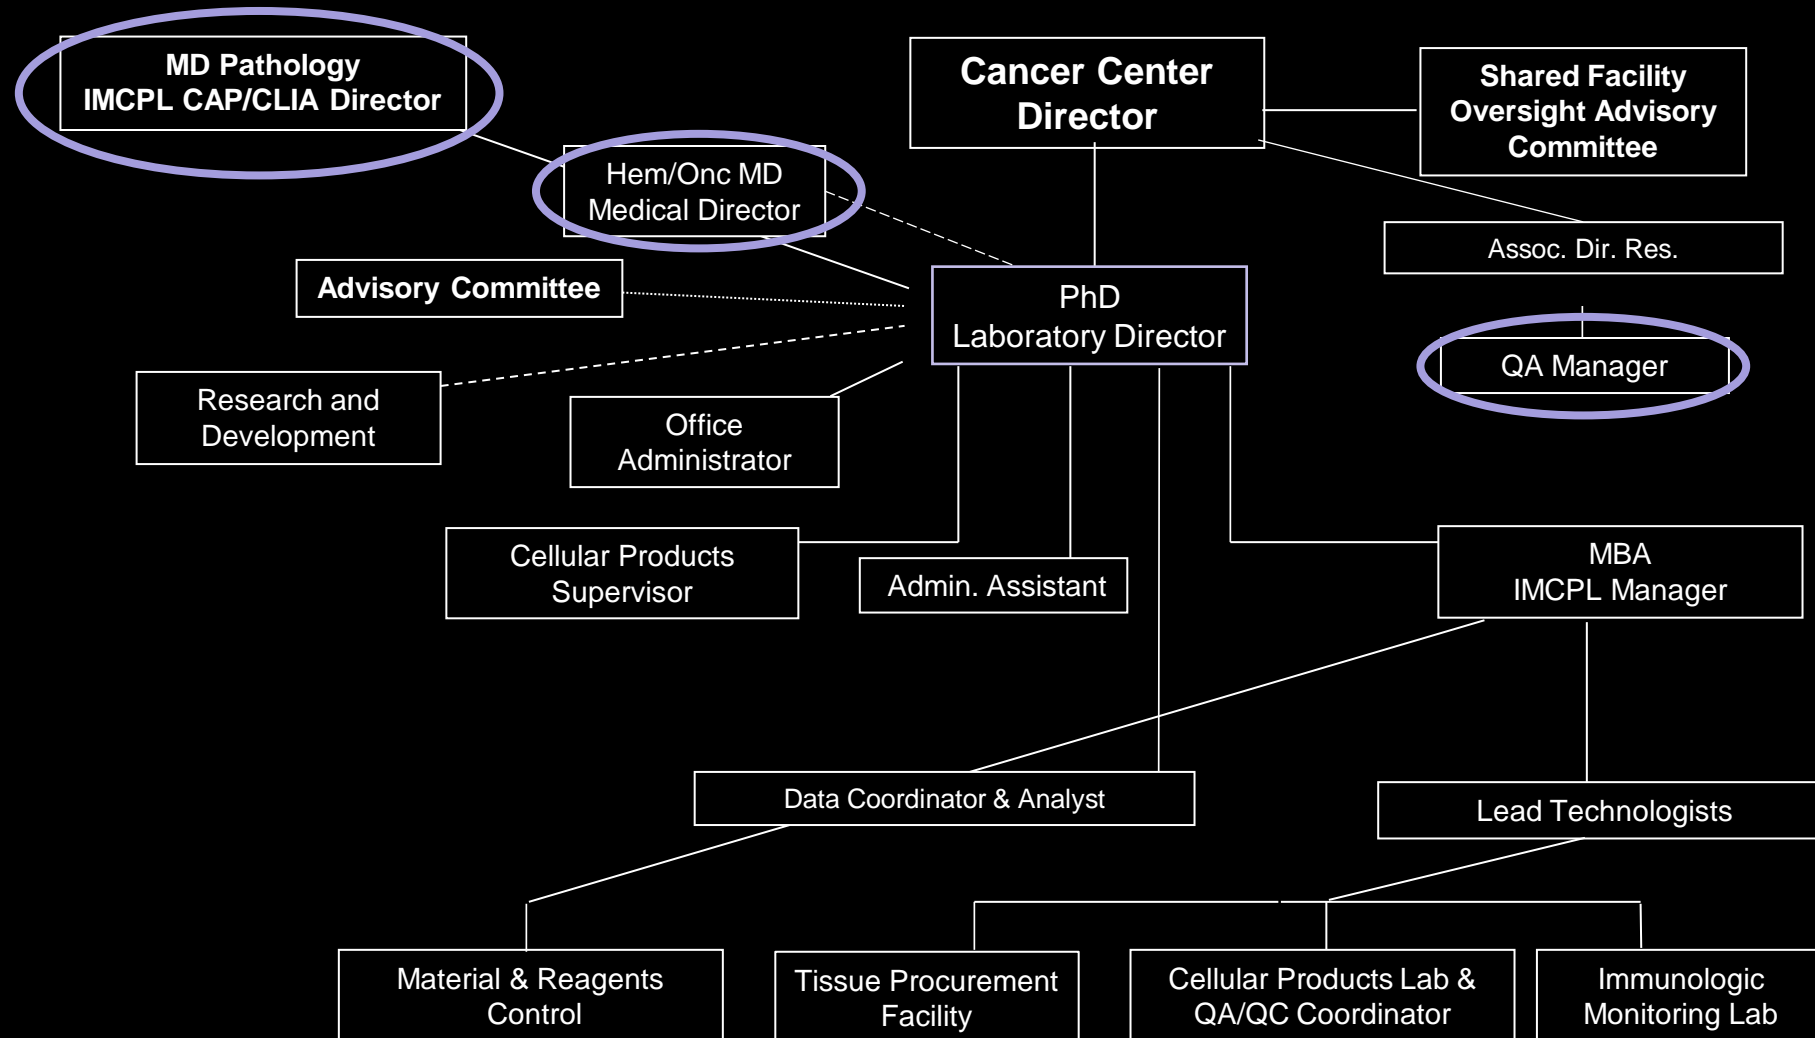 MD Pathology
IMCPL CAP/CLIA Director
Cancer Center
Director
Shared Facility
Oversight Advisory
Committee
Hem/Onc MD
Medical Director
Assoc. Dir. Res.
Advisory Committee
PhD
Laboratory Director
QA Manager
Research and
Development
Office
Administrator
Cellular Products
Supervisor
Admin. Assistant
MBA
IMCPL Manager
Data Coordinator & Analyst
Lead Technologists
Material & Reagents
Control
Tissue Procurement
Facility
Cellular Products Lab &
QA/QC Coordinator
Immunologic
Monitoring Lab